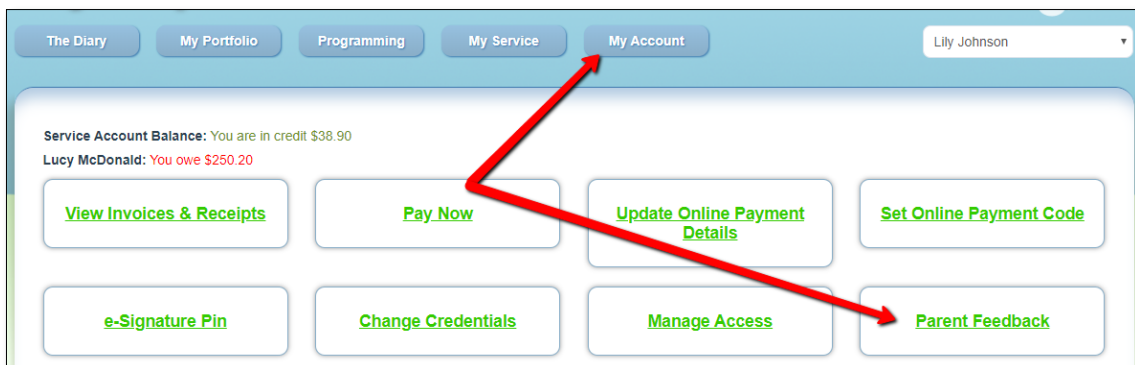 The Diary
My Portfolio
Programming
My Service
My Account
Lily Johnson
Service Account Balance: You are in credit $38.90
Lucy McDonald: You owe $250.20
View Invoices & Receipts
Pay Now
Update Online Payment
Details
Set Online Payment Code
e-Signature Pin
Change Credentials
Manage Access
Parent Feedback